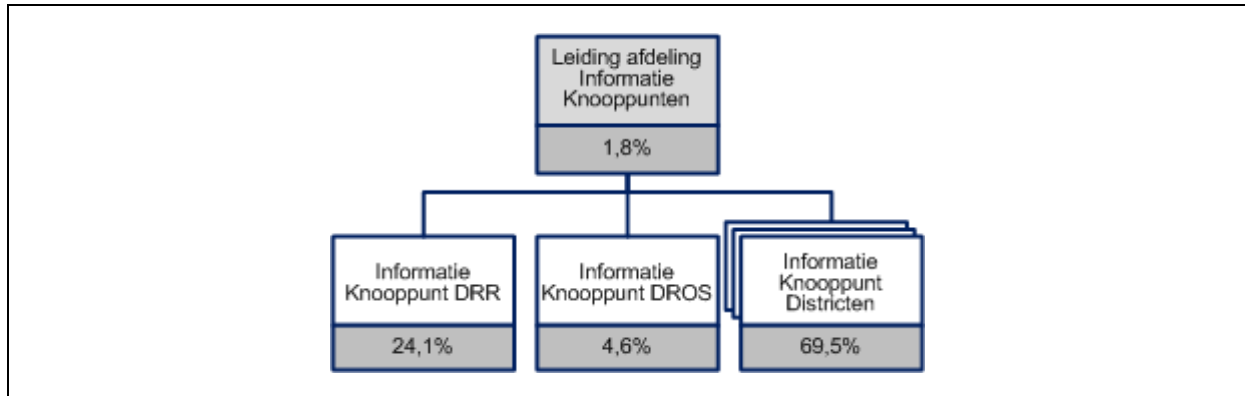 Leiding afdeling
Informatie
Knooppunten
1,8%
Informatie
Knooppunt DRR
24,1%
Informatie
Knooppunt DROS
4,6%
Informatie
Knooppunt
Districten
69,5%